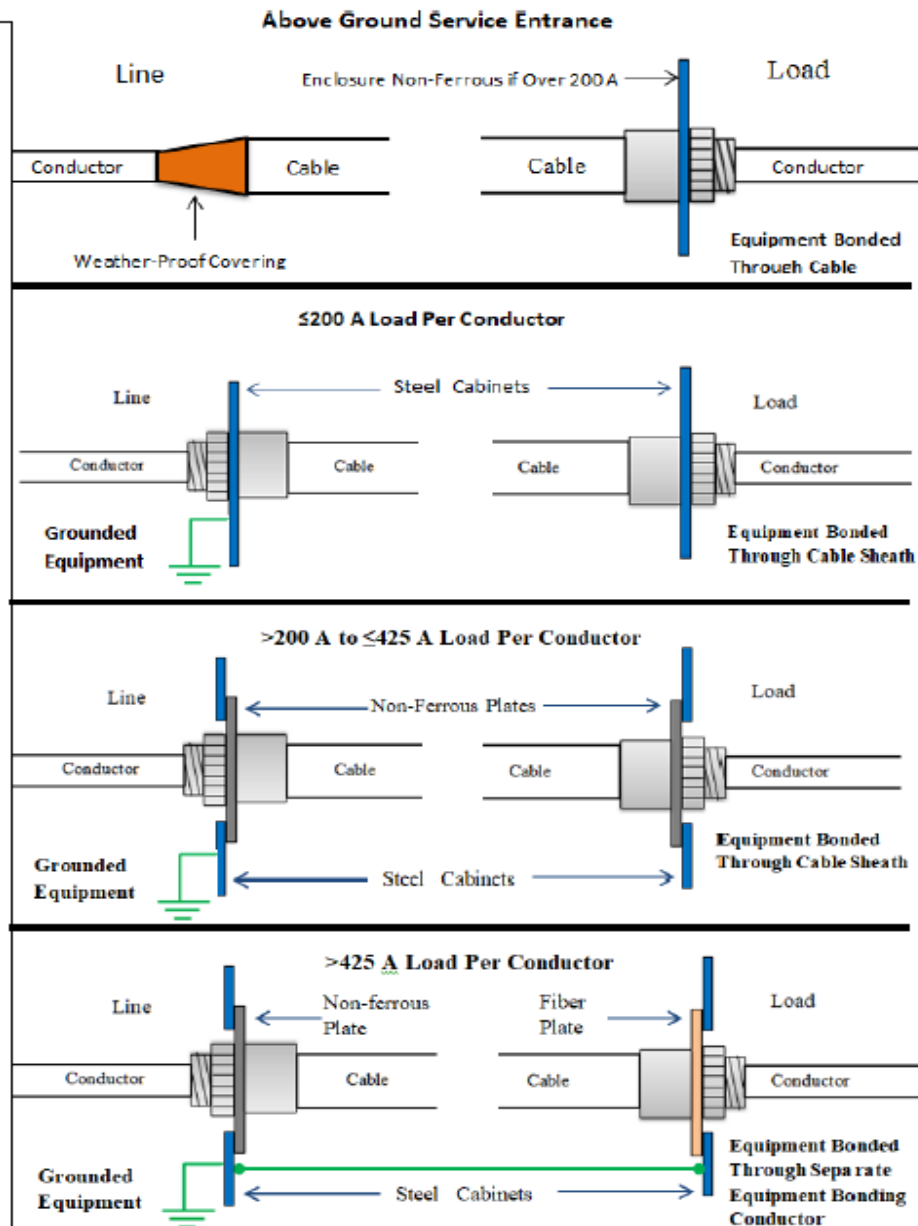 Above Ground Service Entrance
Line
Enclosure Non-Ferrous if Over 200 A
Load
Conductor
Cable
Cable
Conductor
Weather-Proof Covering
Equipment Bonded
Through Cable
≤200 A Load Per Conductor
Line
Steel Cabinets
Load
Conductor
Cable
Cable
Conductor
Grounded
Equipment
Equipment Bonded
Through Cable Sheath
>200 A to ≤425 A Load Per Conductor
Line
Non-Ferrous Plates
Load
Conductor
Cable
Cable
Conductor
Grounded
Equipment
Steel Cabinets
Equipment Bonded
Through Cable Sheath
>425 A Load Per Conductor
Line
Non-ferrous
Plate
Fiber
Plate
Load
Conductor
Cable
Cable
Conductor
Grounded
Equipment
Steel Cabinets
Equipment Bonded
Through Separate
Equipment Bonding
Conductor